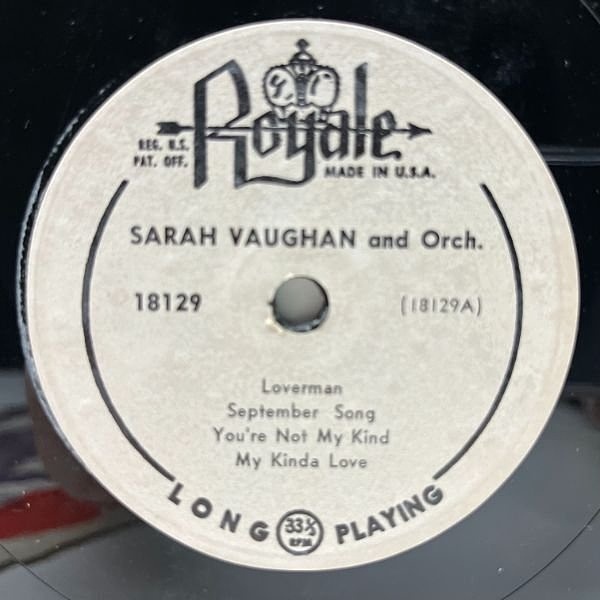 Royale
REG. U.S.
PAT. OFF.
MADE IN U.S.A.
SARAH VAUGHAN and Orch.
18129 (18129A)
Loverman
September Song
You're Not My Kind
My Kinda Love
LONG 33⅓ RPM PLAYING